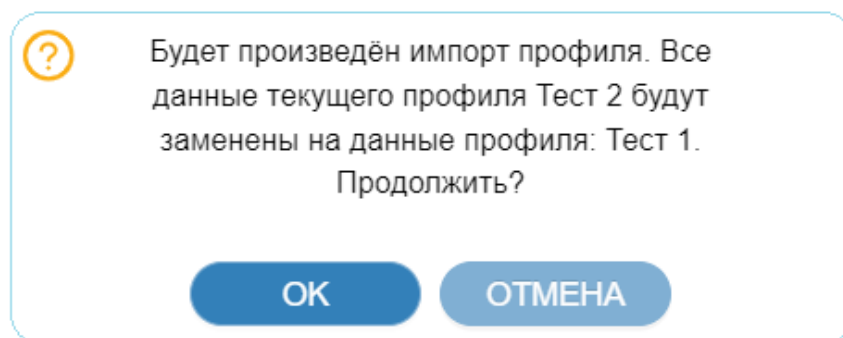 Будет произведён импорт профиля. Все
данные текущего профиля Тест 2 будут
заменены на данные профиля: Тест 1.
Продолжить?
ОК ОТМЕНА